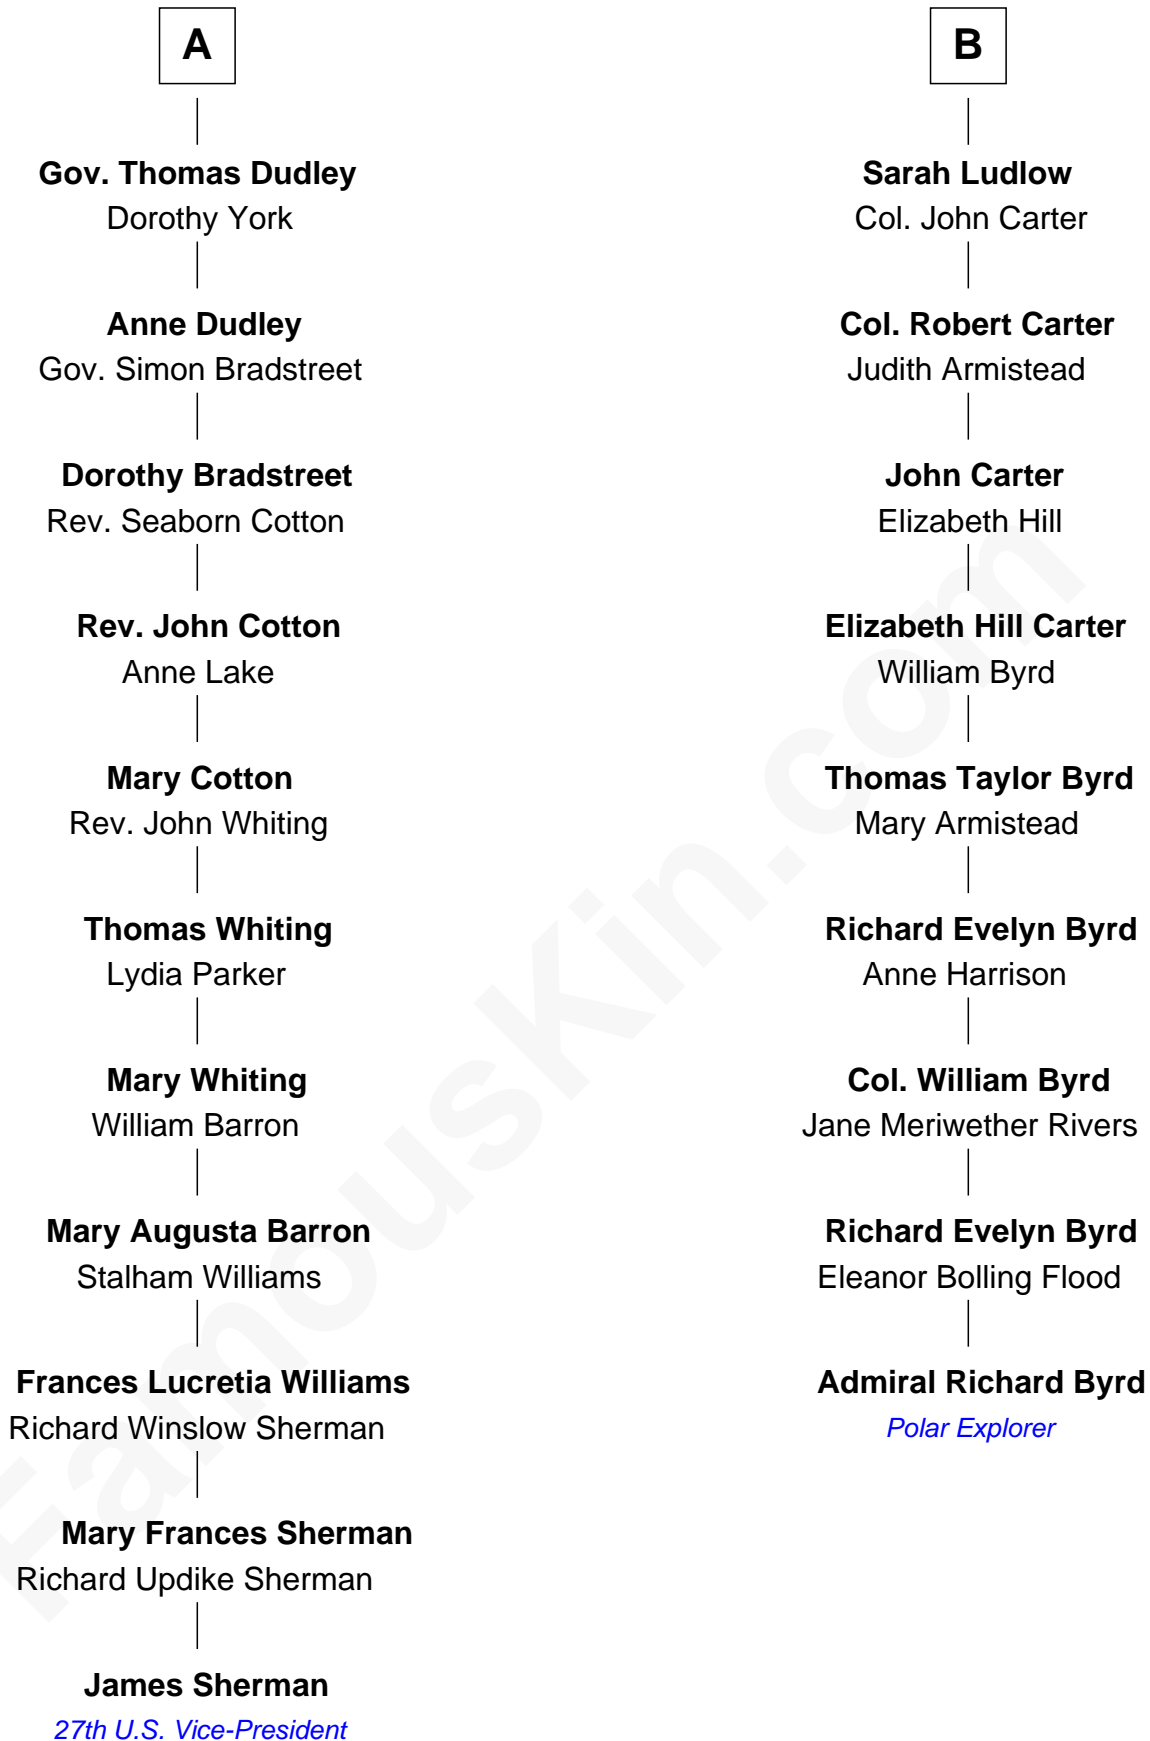 A
Gov. Thomas Dudley
Dorothy York
Anne Dudley
Gov. Simon Bradstreet
Dorothy Bradstreet
Rev. Seaborn Cotton
Rev. John Cotton
Anne Lake
Mary Cotton
Rev. John Whiting
Thomas Whiting
Lydia Parker
Mary Whiting
William Barron
Mary Augusta Barron
Stalham Williams
Frances Lucretia Williams
Richard Winslow Sherman
Mary Frances Sherman
Richard Updike Sherman
James Sherman
27th U.S. Vice-President
B
Sarah Ludlow
Col. John Carter
Col. Robert Carter
Judith Armistead
John Carter
Elizabeth Hill
Elizabeth Hill Carter
William Byrd
Thomas Taylor Byrd
Mary Armistead
Richard Evelyn Byrd
Anne Harrison
Col. William Byrd
Jane Meriwether Rivers
Richard Evelyn Byrd
Eleanor Bolling Flood
Admiral Richard Byrd
Polar Explorer
FamousKin.com